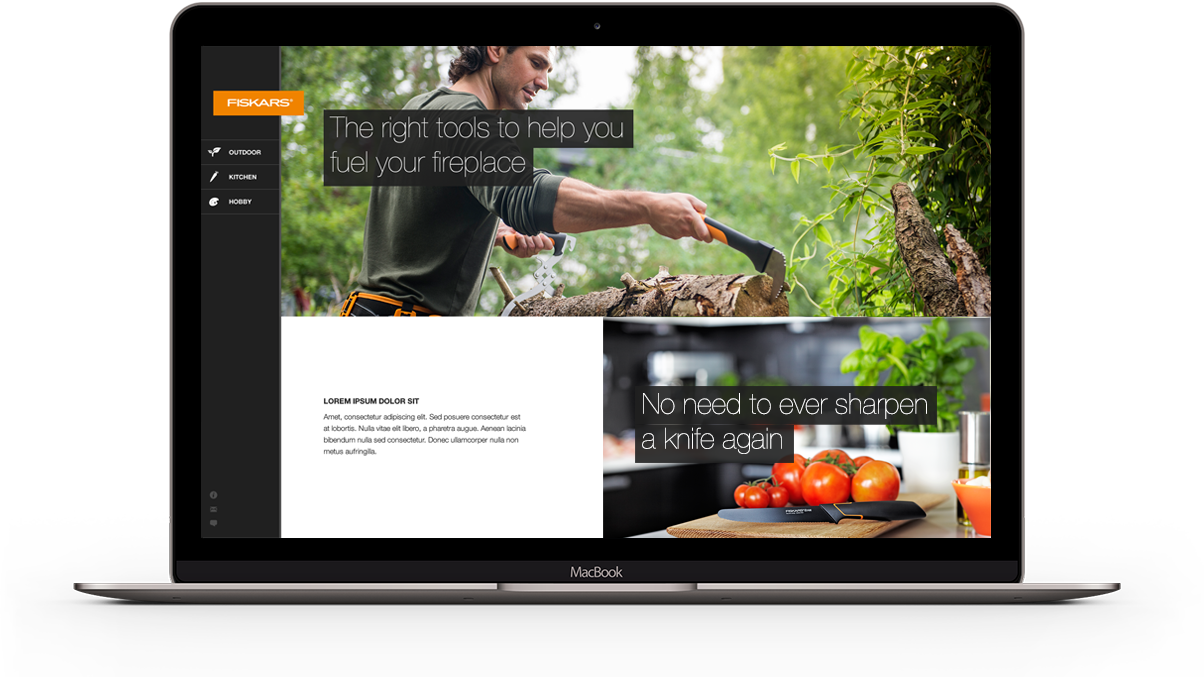 FISKARS®
OUTDOOR
KITCHEN
HOBBY
The right tools to help you
fuel your fireplace
LOREM IPSUM DOLOR SIT
Amet, consectetur adipiscing elit. Sed posuere consectetur est
at lobortis. Nulla vitae elit libero, a pharetra augue. Aenean lacinia
bibendum nulla sed consectetur. Donec ullamcorper nulla non
metus aufringilla.
No need to ever sharpen
a knife again
FISKARS
MacBook